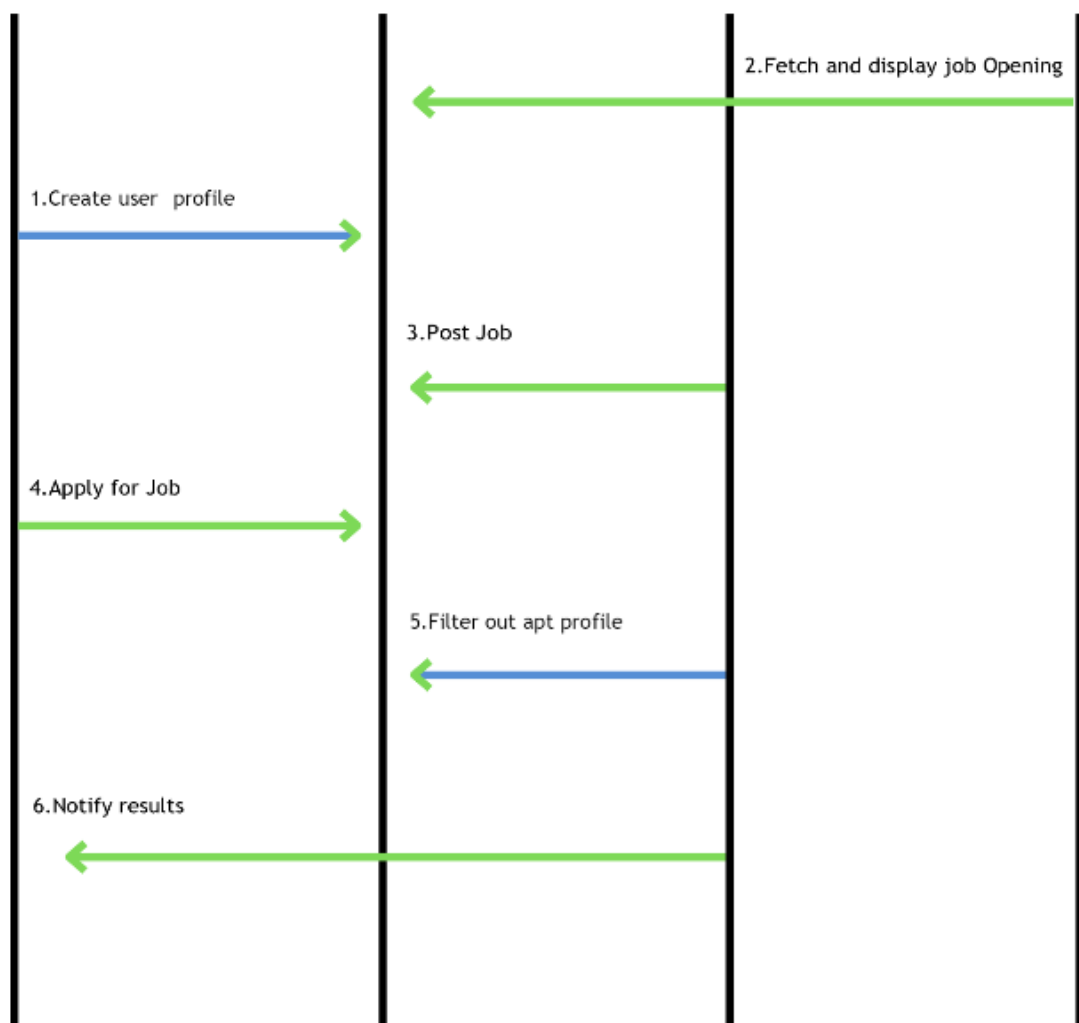 2.Fetch and display job Opening
1.Create user profile
3.Post Job
4.Apply for Job
5.Filter out apt profile
6.Notify results